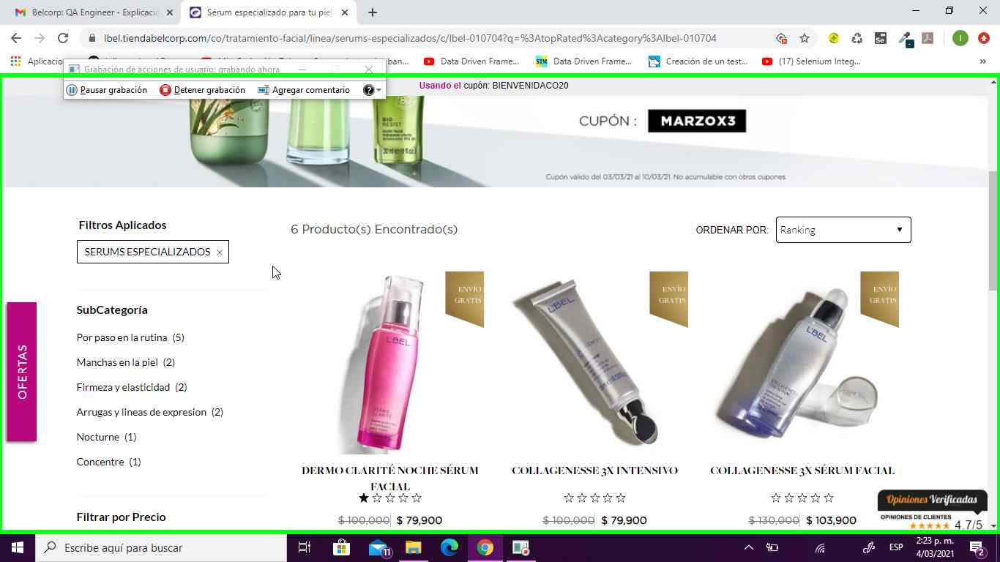 Belcorp: QA Engineer - Explicació
Sérum especializado para tu piel
lbel.tiendabelcorp.com/co/tratamiento-facial/linea/serums-especializados/c/lbel-010704?q=%3AtopRated%3Acategory%3Albel-010704
Aplicacio
ban...
Data Driven Frame...
Data Driven Frame...
Creación de un test...
(17) Selenium Integ...
Grabación de acciones de usuario: grabando ahora
Pausar grabación
Detener grabación
Agregar comentario
Usando el cupón: BIENVENIDACO20
BIO
RESIST
30 ml (1 fl. oz.)
CUPÓN : MARZOX3
Cupón válido del 03/03/21 al 10/03/21. No acumulable con otros cupones.
Filtros Aplicados
SERUMS ESPECIALIZADOS
6 Producto(s) Encontrado(s)
ORDENAR POR: Ranking
SubCategoría
Por paso en la rutina (5)
Manchas en la piel (2)
Firmeza y elasticidad (2)
Arrugas y lineas de expresion (2)
Nocturne (1)
Concentre (1)
Filtrar por Precio
OFERTAS
ENVÍO
GRATIS
ENVÍO
GRATIS
ENVÍO
GRATIS
L'BEL
L'BEL
L'BEL
DERMO CLARITÉ NOCHE SÉRUM
FACIAL
$ 100,000 $ 79,900
COLLAGENESSE 3X INTENSIVO
$ 100,000 $ 79,900
COLLAGENESSE 3X SÉRUM FACIAL
$ 130,000 $ 103,900
Opiniones Verificadas
OPINIONES DE CLIENTES
4.7/5
Escribe aquí para buscar
11
ESP
2:23 p. m.
4/03/2021
2